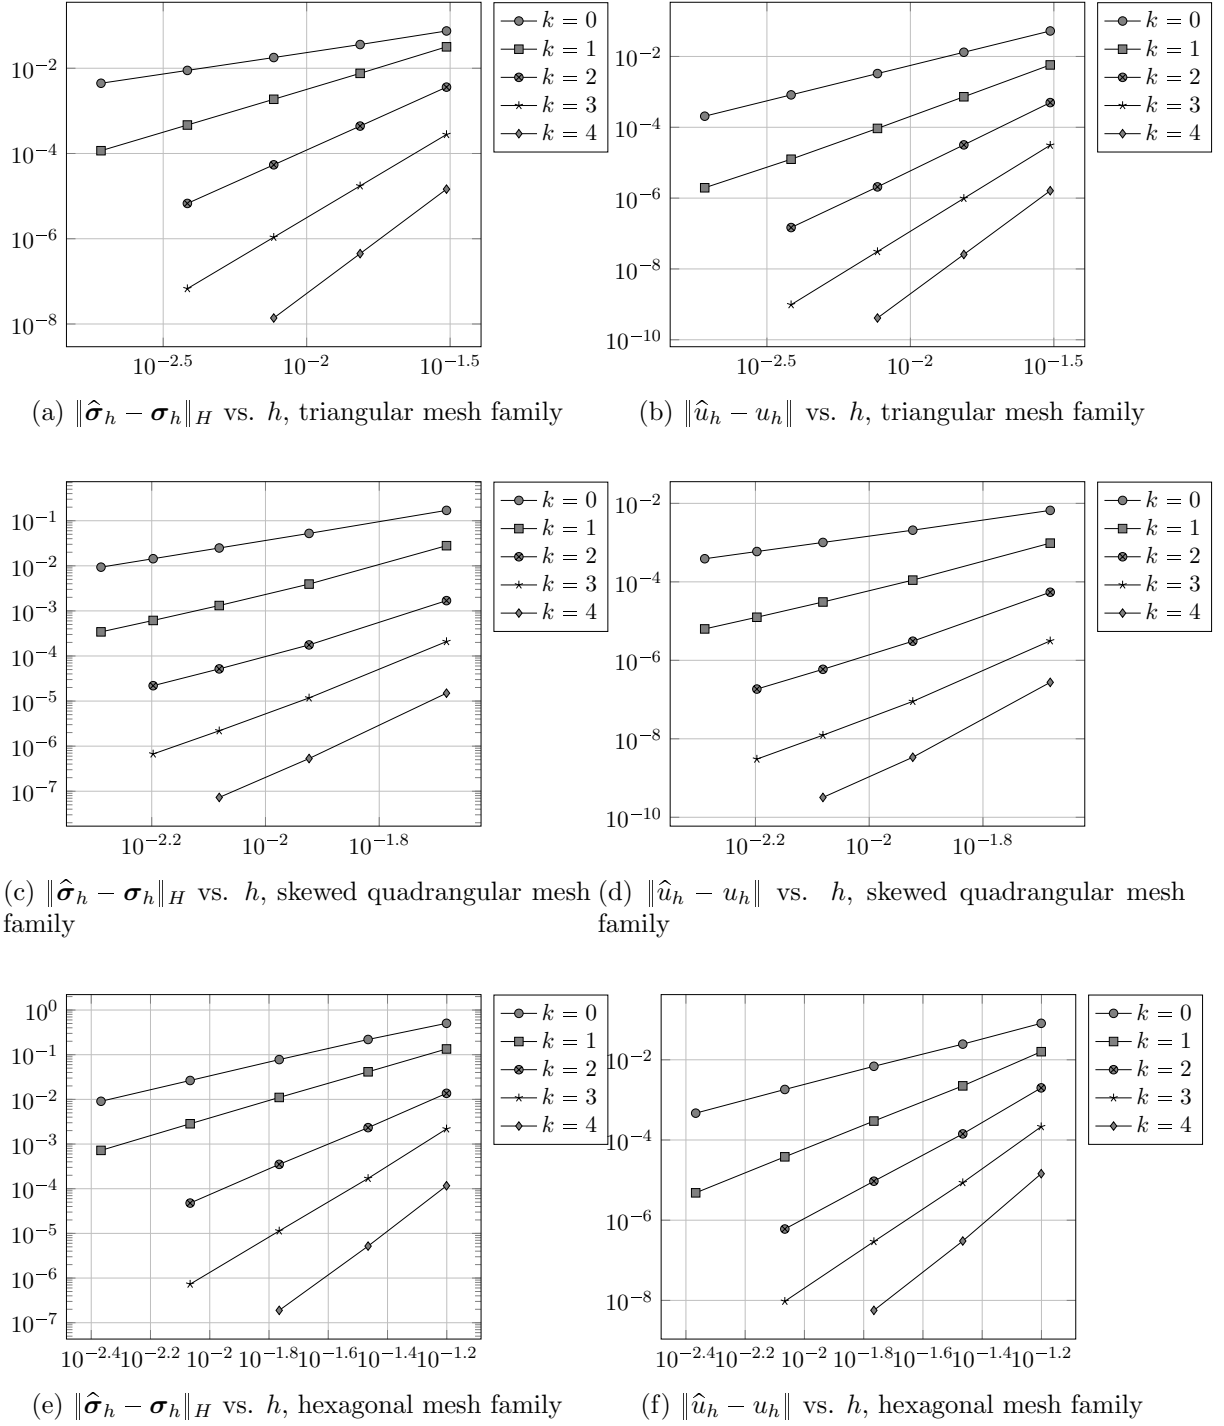 10^{-2}
10^{-4}
10^{-6}
10^{-8}
10^{-2.5} 10^{-2} 10^{-1.5}
k = 0
k = 1
k = 2
k = 3
k = 4
(a) ‖σ̂_h − σ_h‖_H vs. h, triangular mesh family
10^{-2}
10^{-4}
10^{-6}
10^{-8}
10^{-10}
10^{-2.5} 10^{-2} 10^{-1.5}
k = 0
k = 1
k = 2
k = 3
k = 4
(b) ‖û_h − u_h‖ vs. h, triangular mesh family
10^{-1}
10^{-2}
10^{-3}
10^{-4}
10^{-5}
10^{-6}
10^{-7}
10^{-2.2} 10^{-2} 10^{-1.8}
k = 0
k = 1
k = 2
k = 3
k = 4
(c) ‖σ̂_h − σ_h‖_H vs. h, skewed quadrangular mesh
family
10^{-2}
10^{-4}
10^{-6}
10^{-8}
10^{-10}
10^{-2.2} 10^{-2} 10^{-1.8}
k = 0
k = 1
k = 2
k = 3
k = 4
(d) ‖û_h − u_h‖ vs. h, skewed quadrangular mesh
family
10^{0}
10^{-1}
10^{-2}
10^{-3}
10^{-4}
10^{-5}
10^{-6}
10^{-7}
10^{-2.4} 10^{-2.2} 10^{-2} 10^{-1.8} 10^{-1.6} 10^{-1.4} 10^{-1.2}
k = 0
k = 1
k = 2
k = 3
k = 4
(e) ‖σ̂_h − σ_h‖_H vs. h, hexagonal mesh family
10^{-2}
10^{-4}
10^{-6}
10^{-8}
10^{-2.4} 10^{-2.2} 10^{-2} 10^{-1.8} 10^{-1.6} 10^{-1.4} 10^{-1.2}
k = 0
k = 1
k = 2
k = 3
k = 4
(f) ‖û_h − u_h‖ vs. h, hexagonal mesh family